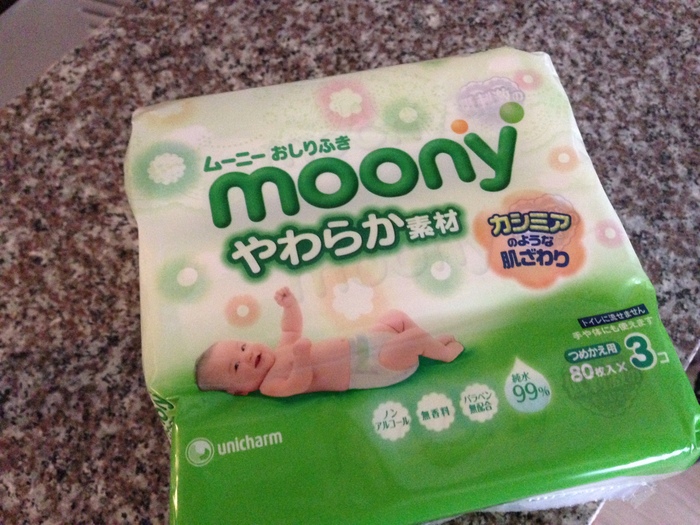 ムーニー おしりふき
moony
やわらか素材
カシミア
のような
肌ざわり
トイレに流せません
手や体にも使えます
つめかえ用
80枚入×3コ
ノン
アルコール
無香料
パラベン
無配合
純水
99%
unicharm